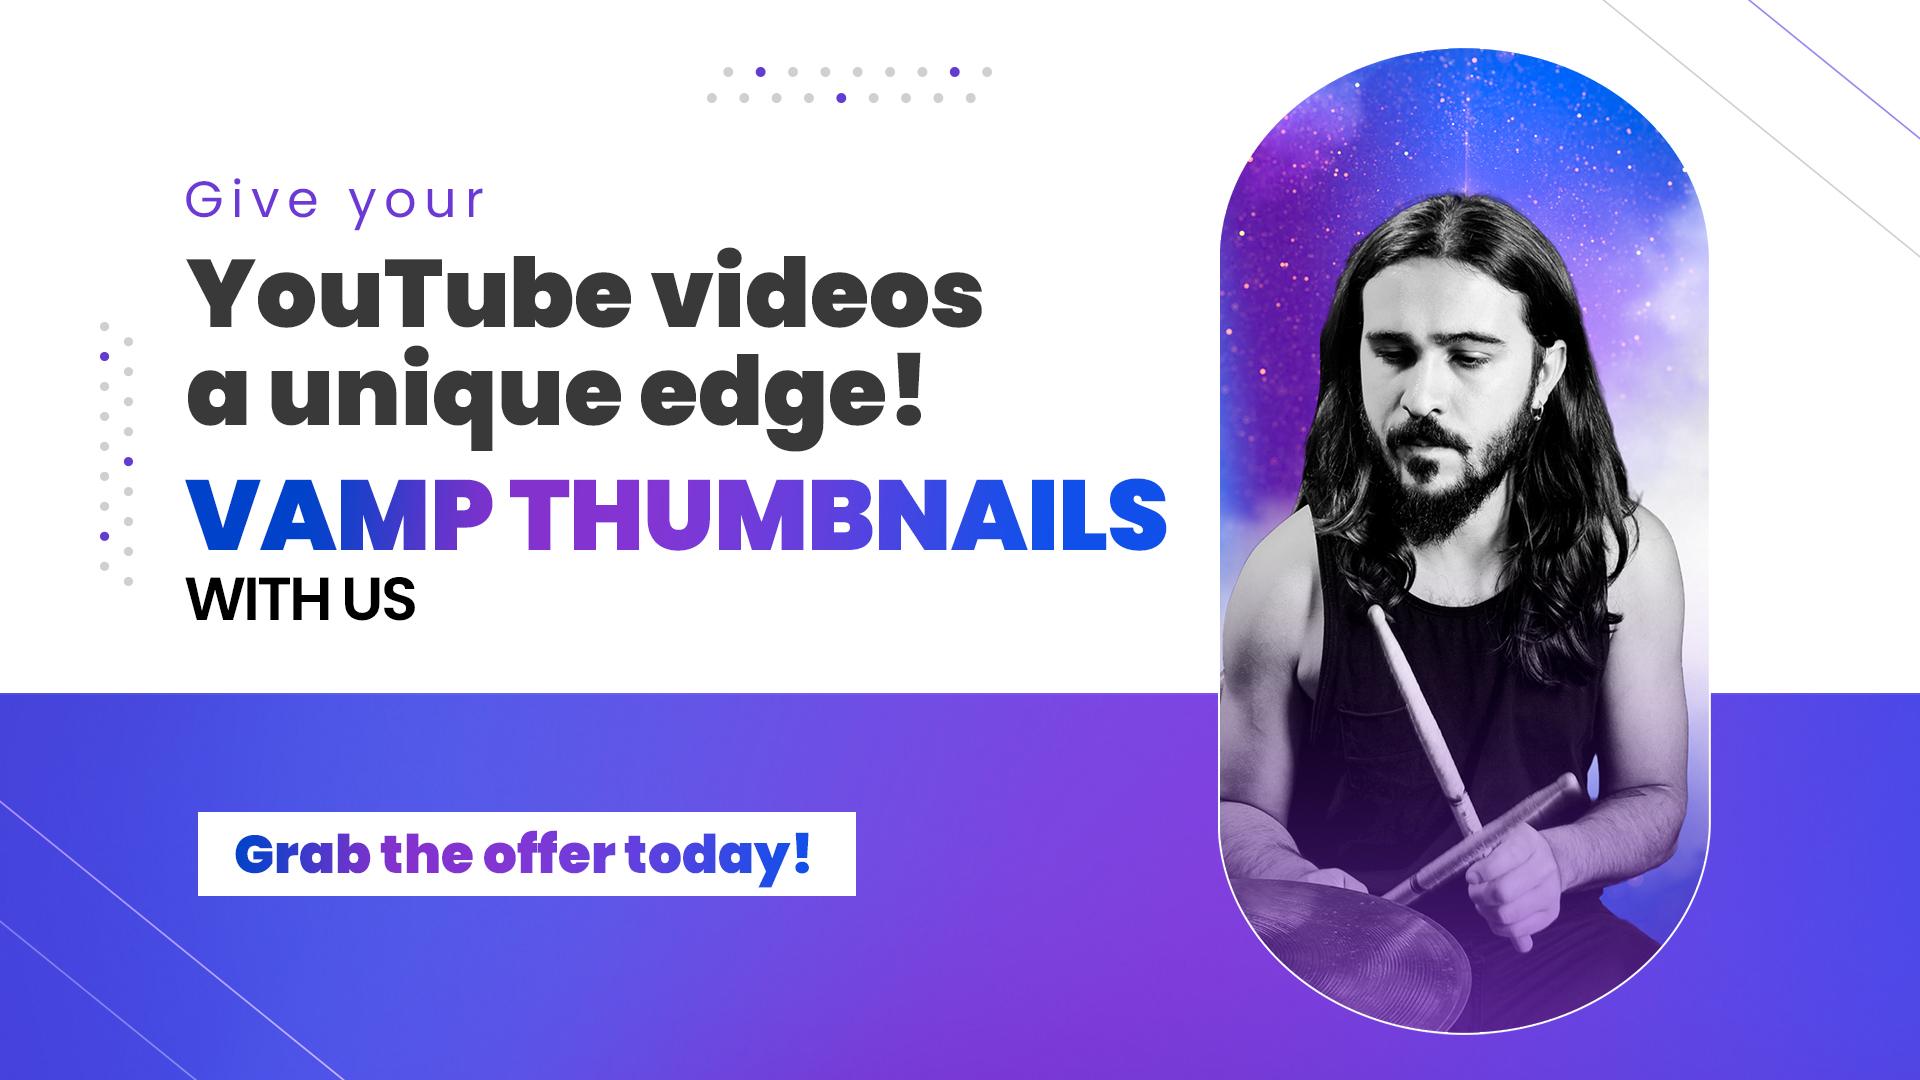 Give your
YouTube videos
a unique edge!
VAMP THUMBNAILS
WITH US
Grab the offer today!